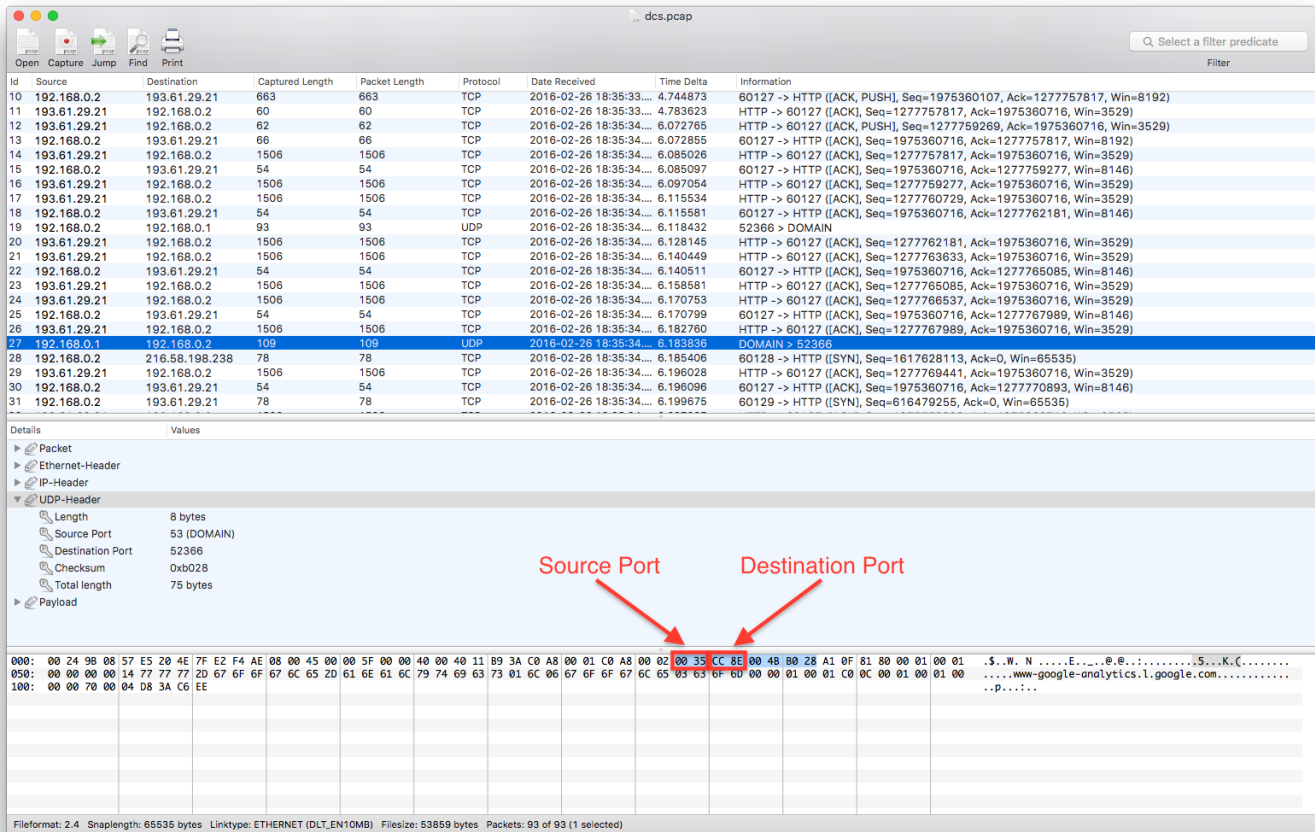 dcs.pcap
Open Capture Jump Find Print
Select a filter predicate
Filter
Id Source Destination Captured Length Packet Length Protocol Date Received Time Delta Information
10 192.168.0.2 193.61.29.21 663 663 TCP 2016-02-26 18:35:33.... 4.744873 60127 -> HTTP ([ACK, PUSH], Seq=1975360107, Ack=1277757817, Win=8192)
11 193.61.29.21 192.168.0.2 60 60 TCP 2016-02-26 18:35:33.... 4.783623 HTTP -> 60127 ([ACK], Seq=1277757817, Ack=1975360716, Win=3529)
12 193.61.29.21 192.168.0.2 62 62 TCP 2016-02-26 18:35:34.... 6.072765 HTTP -> 60127 ([ACK, PUSH], Seq=1277759269, Ack=1975360716, Win=3529)
13 192.168.0.2 193.61.29.21 66 66 TCP 2016-02-26 18:35:34.... 6.072855 60127 -> HTTP ([ACK], Seq=1975360716, Ack=1277757817, Win=8192)
14 193.61.29.21 192.168.0.2 1506 1506 TCP 2016-02-26 18:35:34.... 6.085026 HTTP -> 60127 ([ACK], Seq=1277757817, Ack=1975360716, Win=3529)
15 192.168.0.2 193.61.29.21 54 54 TCP 2016-02-26 18:35:34.... 6.085097 60127 -> HTTP ([ACK], Seq=1975360716, Ack=1277759277, Win=8146)
16 193.61.29.21 192.168.0.2 1506 1506 TCP 2016-02-26 18:35:34.... 6.097054 HTTP -> 60127 ([ACK], Seq=1277759277, Ack=1975360716, Win=3529)
17 193.61.29.21 192.168.0.2 1506 1506 TCP 2016-02-26 18:35:34.... 6.115534 HTTP -> 60127 ([ACK], Seq=1277760729, Ack=1975360716, Win=3529)
18 192.168.0.2 193.61.29.21 54 54 TCP 2016-02-26 18:35:34.... 6.115581 60127 -> HTTP ([ACK], Seq=1975360716, Ack=1277762181, Win=8146)
19 192.168.0.2 192.168.0.1 93 93 UDP 2016-02-26 18:35:34.... 6.118432 52366 > DOMAIN
20 193.61.29.21 192.168.0.2 1506 1506 TCP 2016-02-26 18:35:34.... 6.128145 HTTP -> 60127 ([ACK], Seq=1277762181, Ack=1975360716, Win=3529)
21 193.61.29.21 192.168.0.2 1506 1506 TCP 2016-02-26 18:35:34.... 6.140449 HTTP -> 60127 ([ACK], Seq=1277763633, Ack=1975360716, Win=3529)
22 192.168.0.2 193.61.29.21 54 54 TCP 2016-02-26 18:35:34.... 6.140511 60127 -> HTTP ([ACK], Seq=1975360716, Ack=1277765085, Win=8146)
23 193.61.29.21 192.168.0.2 1506 1506 TCP 2016-02-26 18:35:34.... 6.158581 HTTP -> 60127 ([ACK], Seq=1277765085, Ack=1975360716, Win=3529)
24 193.61.29.21 192.168.0.2 1506 1506 TCP 2016-02-26 18:35:34.... 6.170753 HTTP -> 60127 ([ACK], Seq=1277766537, Ack=1975360716, Win=3529)
25 192.168.0.2 193.61.29.21 54 54 TCP 2016-02-26 18:35:34.... 6.170799 60127 -> HTTP ([ACK], Seq=1975360716, Ack=1277767989, Win=8146)
26 193.61.29.21 192.168.0.2 1506 1506 TCP 2016-02-26 18:35:34.... 6.182760 HTTP -> 60127 ([ACK], Seq=1277767989, Ack=1975360716, Win=3529)
27 192.168.0.1 192.168.0.2 109 109 UDP 2016-02-26 18:35:34.... 6.183836 DOMAIN > 52366
28 192.168.0.2 216.58.198.238 78 78 TCP 2016-02-26 18:35:34.... 6.185406 60128 -> HTTP ([SYN], Seq=1617628113, Ack=0, Win=65535)
29 193.61.29.21 192.168.0.2 1506 1506 TCP 2016-02-26 18:35:34.... 6.196028 HTTP -> 60127 ([ACK], Seq=1277769441, Ack=1975360716, Win=3529)
30 192.168.0.2 193.61.29.21 54 54 TCP 2016-02-26 18:35:34.... 6.196096 60127 -> HTTP ([ACK], Seq=1975360716, Ack=1277770893, Win=8146)
31 192.168.0.2 193.61.29.21 78 78 TCP 2016-02-26 18:35:34.... 6.199675 60129 -> HTTP ([SYN], Seq=616479255, Ack=0, Win=65535)
Details Values
Packet
Ethernet-Header
IP-Header
UDP-Header
Length 8 bytes
Source Port 53 (DOMAIN)
Destination Port 52366
Checksum 0xb028
Total length 75 bytes
Payload
Source Port Destination Port
000: 00 24 9B 08 57 E5 20 4E 7F E2 F4 AE 08 00 45 00 00 5F 00 00 40 00 40 11 B9 3A C0 A8 00 01 C0 A8 00 02 00 35 CC 8E 00 4B B0 28 A1 0F 81 80 00 01 00 01 .$..W. N .....E.._..@.@..:........5...K.(........
050: 00 00 00 00 14 77 77 77 2D 67 6F 6F 67 6C 65 2D 61 6E 61 6C 79 74 69 63 73 01 6C 06 67 6F 6F 67 6C 65 03 63 6F 6D 00 00 01 00 01 C0 0C 00 01 00 01 00 .....www-google-analytics.l.google.com............
100: 00 00 70 00 04 D8 3A C6 EE ..p...:..
Fileformat: 2.4 Snaplength: 65535 bytes Linktype: ETHERNET (DLT_EN10MB) Filesize: 53859 bytes Packets: 93 of 93 (1 selected)